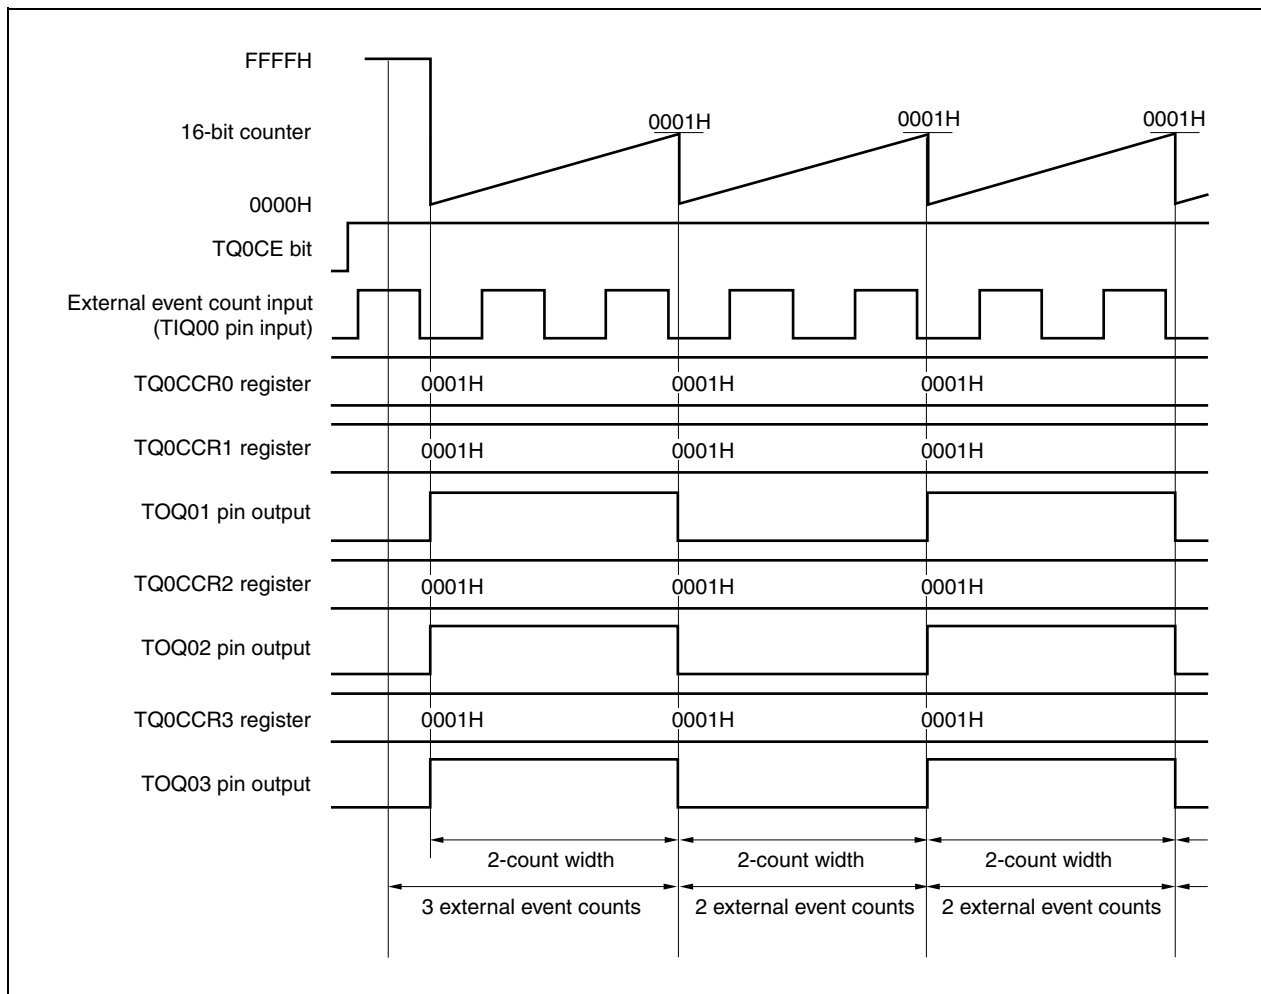 FFFFH
0001H
0001H
0001H
16-bit counter
0000H
TQ0CE bit
External event count input
(TIQ00 pin input)
TQ0CCR0 register
0001H
0001H
0001H
TQ0CCR1 register
0001H
0001H
0001H
TOQ01 pin output
TQ0CCR2 register
0001H
0001H
0001H
TOQ02 pin output
TQ0CCR3 register
0001H
0001H
0001H
TOQ03 pin output
2-count width
2-count width
2-count width
3 external event counts
2 external event counts
2 external event counts